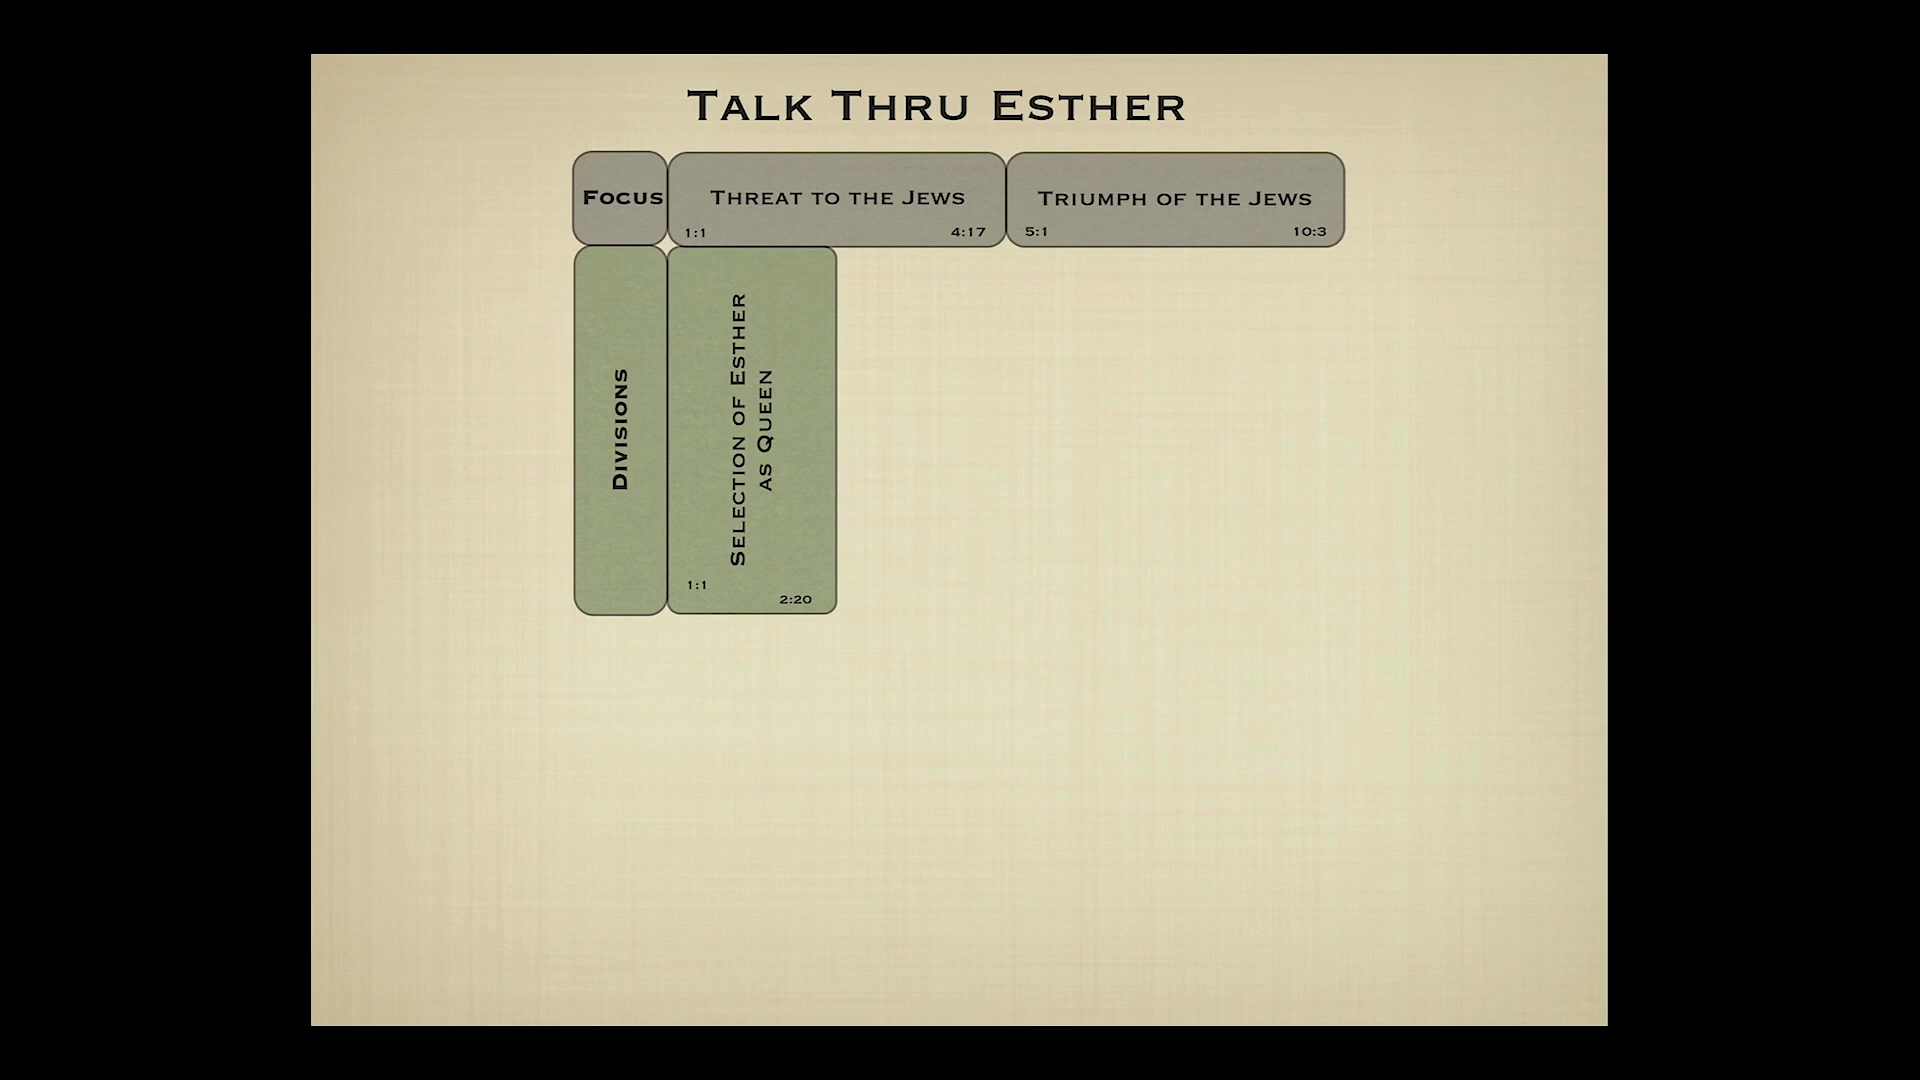 Talk Thru Esther
Focus
Threat to the Jews
1:1
4:17
Triumph of the Jews
5:1
10:3
Divisions
Selection of Esther
as Queen
1:1
2:20